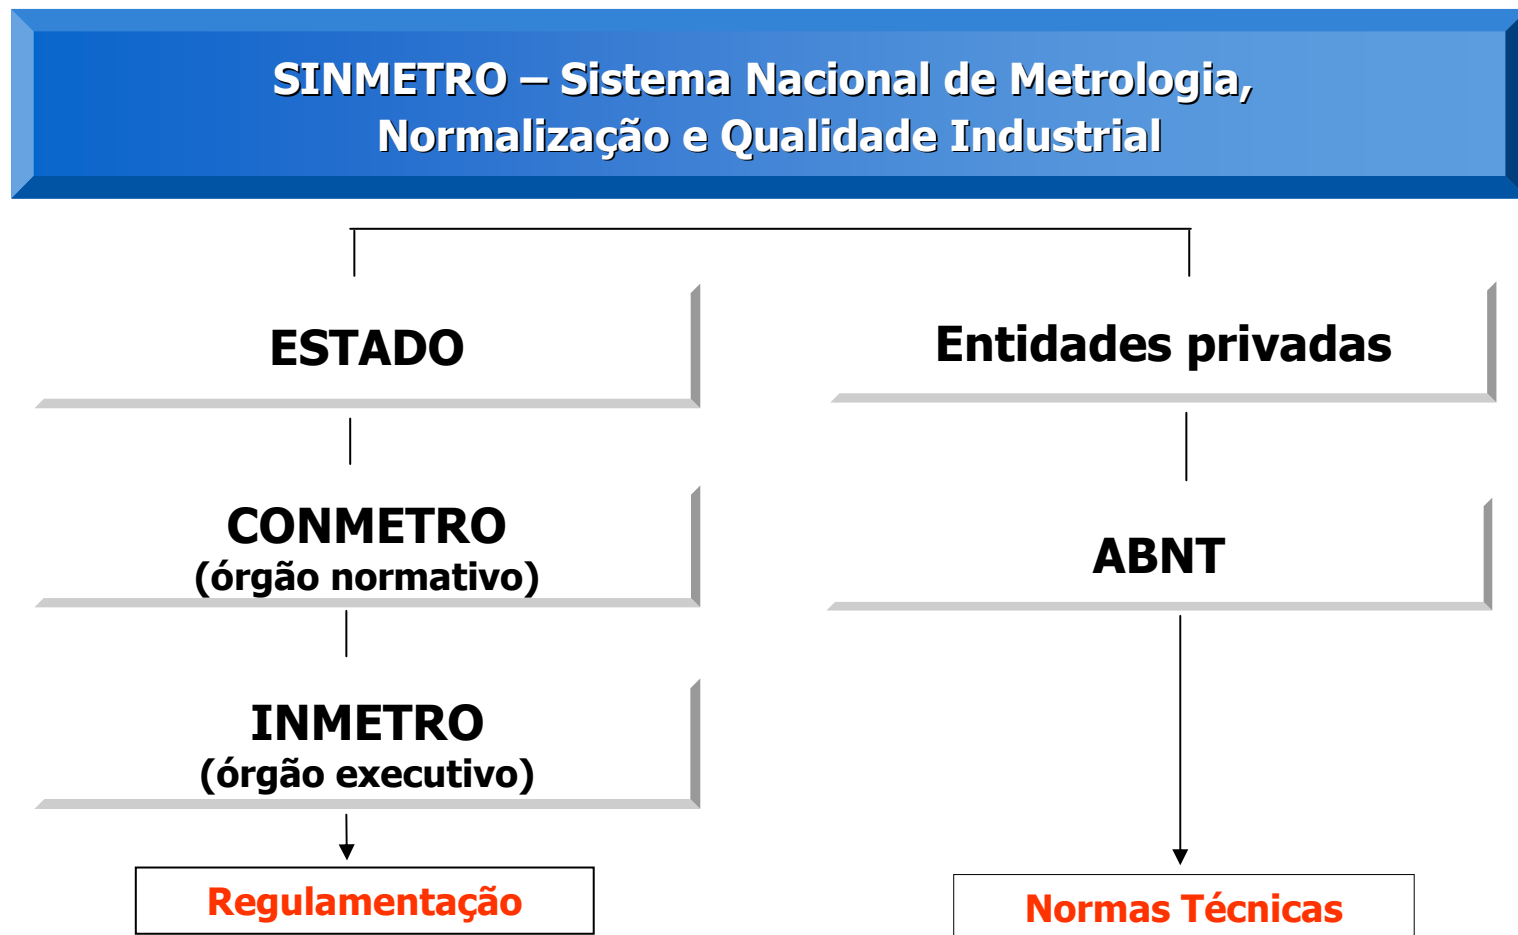 SINMETRO – Sistema Nacional de Metrologia,
Normalização e Qualidade Industrial
ESTADO
Entidades privadas
CONMETRO
(órgão normativo)
ABNT
INMETRO
(órgão executivo)
Regulamentação
Normas Técnicas